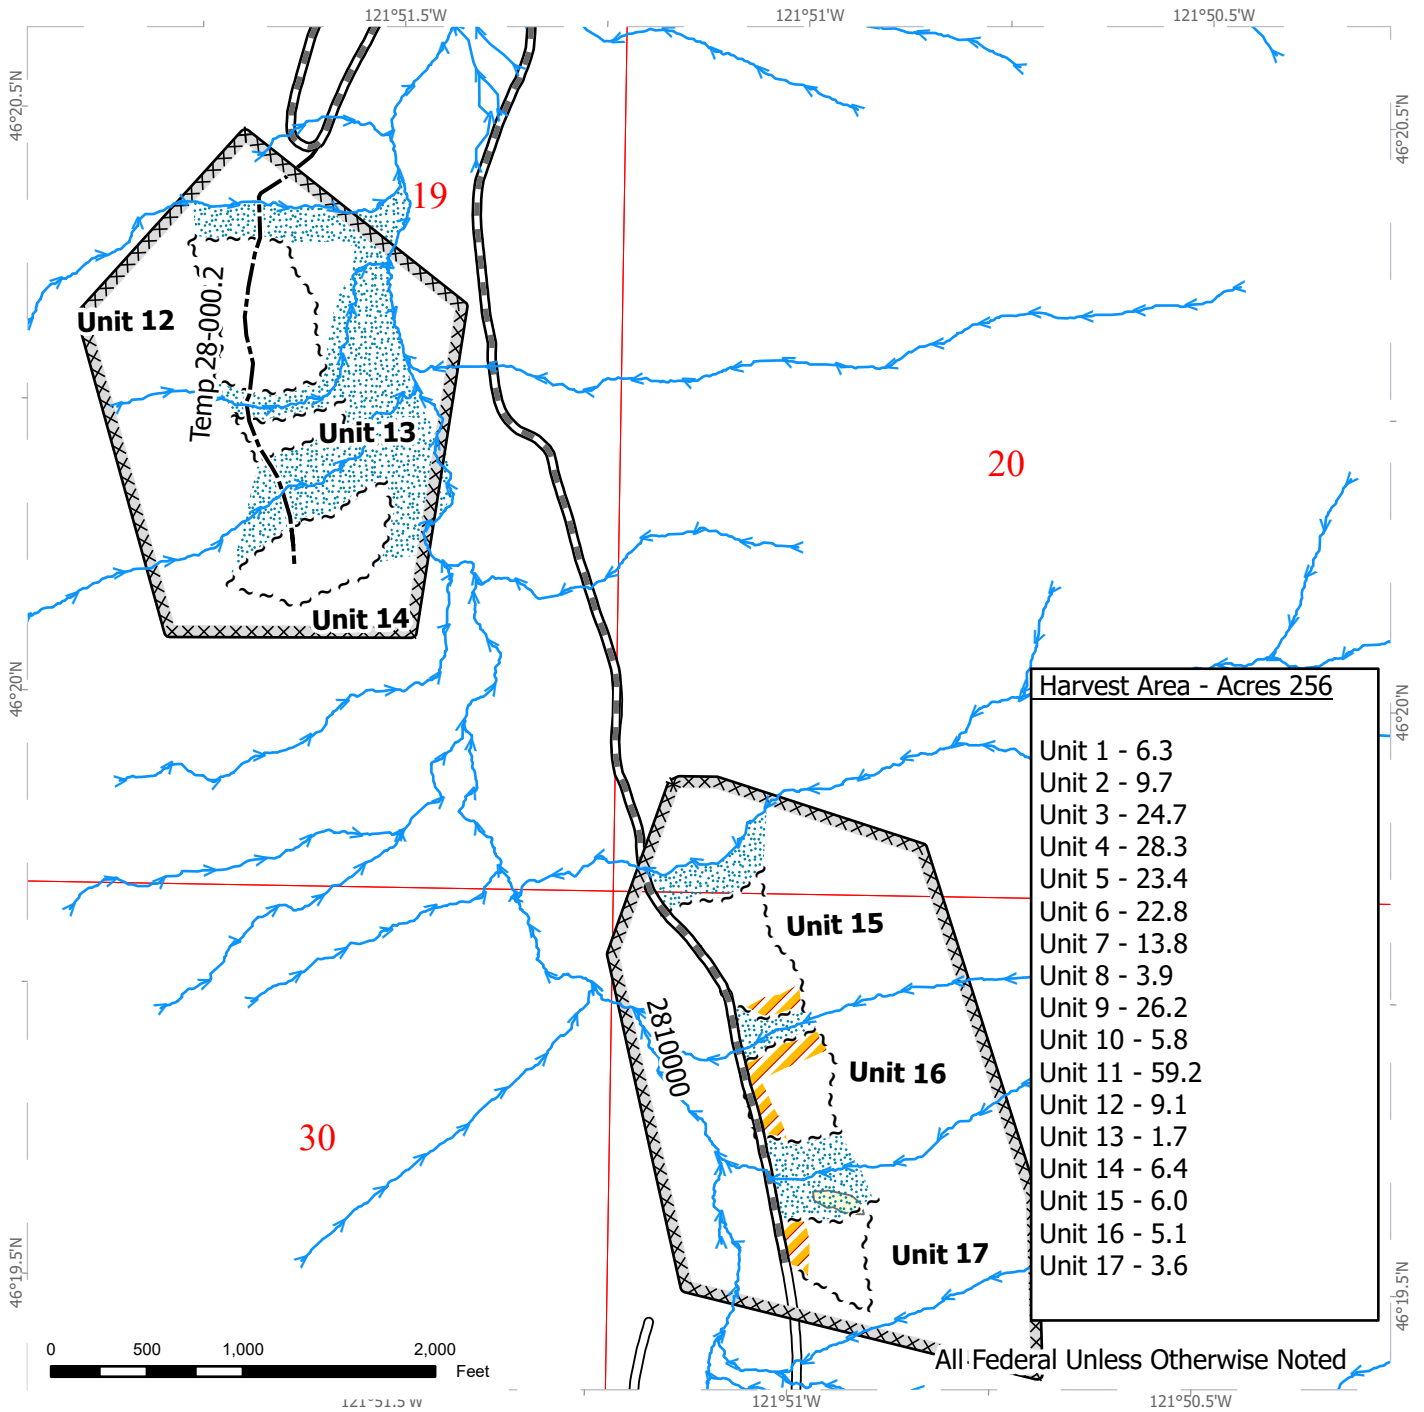 121°51.5'W
121°51'W
121°50.5'W
46°20.5'N
46°20.5'N
19
Unit 12
Temp 28-000.2
Unit 13
20
Unit 14
46°20'N
46°20'N
Harvest Area - Acres 256
Unit 1 - 6.3
Unit 2 - 9.7
Unit 3 - 24.7
Unit 4 - 28.3
Unit 5 - 23.4
Unit 6 - 22.8
Unit 7 - 13.8
Unit 8 - 3.9
Unit 9 - 26.2
Unit 10 - 5.8
Unit 11 - 59.2
Unit 12 - 9.1
Unit 13 - 1.7
Unit 14 - 6.4
Unit 15 - 6.0
Unit 16 - 5.1
Unit 17 - 3.6
Unit 15
2810000
Unit 16
30
Unit 17
46°19.5'N
46°19.5'N
0 500 1,000 2,000
Feet
All Federal Unless Otherwise Noted
121°51.5'W
121°51'W
121°50.5'W